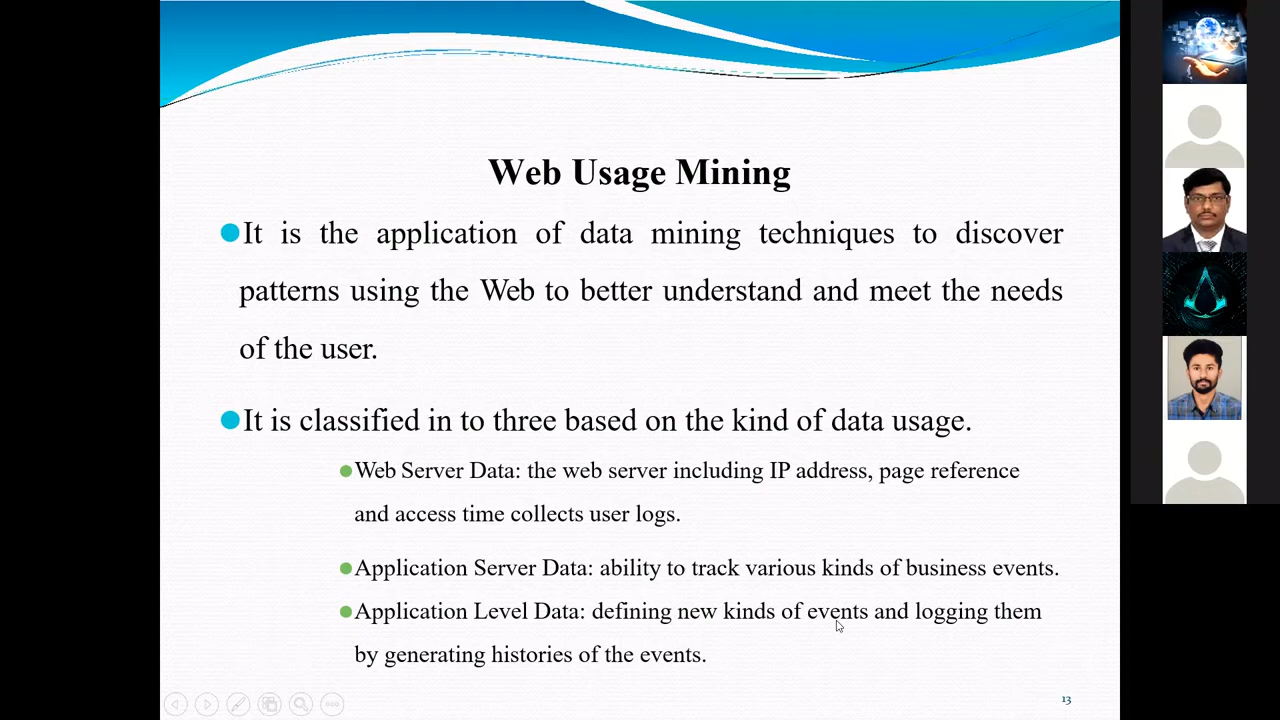 Web Usage Mining
It is the application of data mining techniques to discover
patterns using the Web to better understand and meet the needs
of the user.
It is classified in to three based on the kind of data usage.
Web Server Data: the web server including IP address, page reference
and access time collects user logs.
Application Server Data: ability to track various kinds of business events.
Application Level Data: defining new kinds of events and logging them
by generating histories of the events.
13